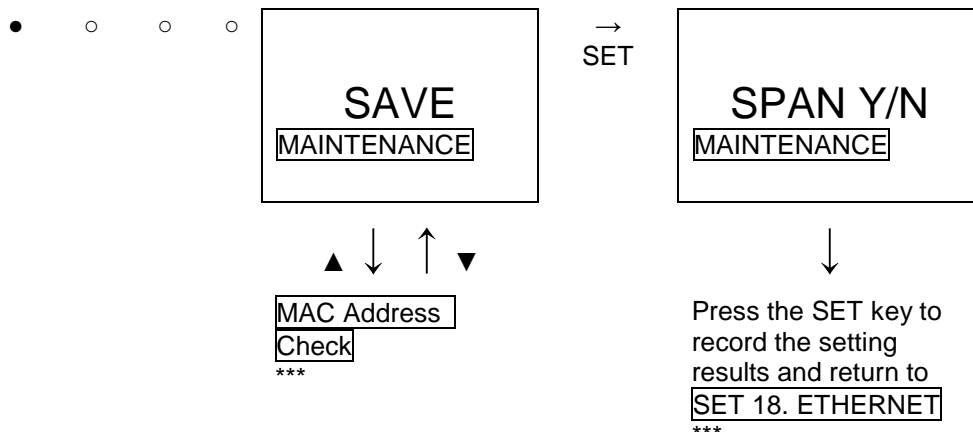 ● ○ ○ ○
→
SET
SAVE
MAINTENANCE
SPAN Y/N
MAINTENANCE
▲ ↓ ↑ ▼
↓
MAC Address
Check
***
Press the SET key to
record the setting
results and return to
SET 18. ETHERNET
***